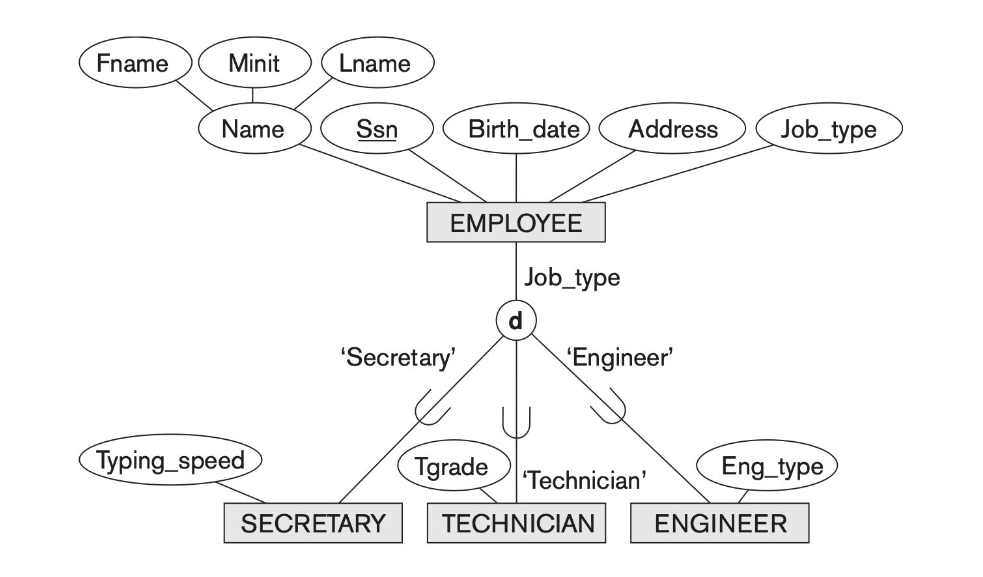 Fname Minit Lname
Name Ssn Birth_date Address Job_type
EMPLOYEE
Job_type
d
‘Secretary’ ‘Engineer’
Typing_speed Tgrade Eng_type
‘Technician’
SECRETARY TECHNICIAN ENGINEER